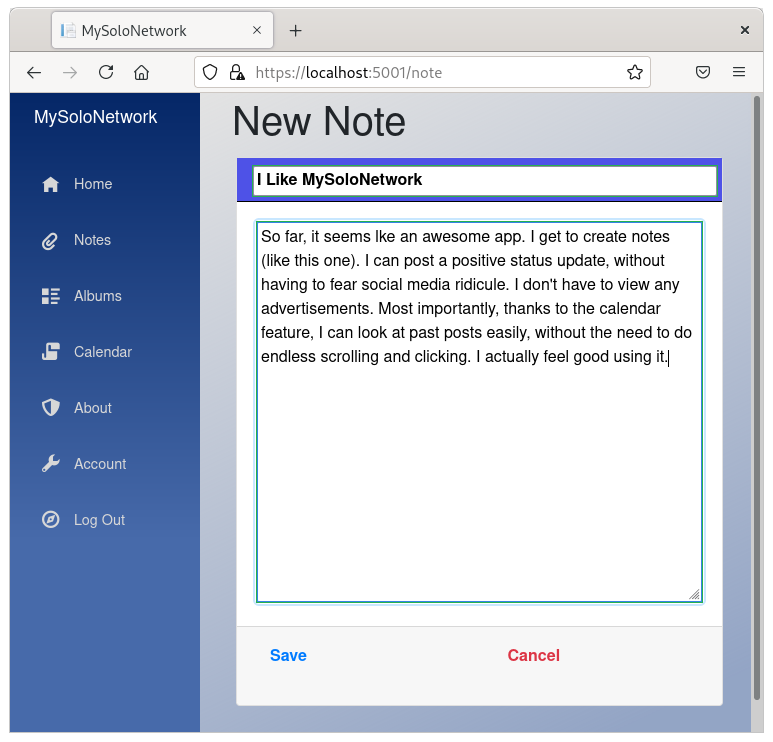 MySoloNetwork
https://localhost:5001/note
MySoloNetwork
Home
Notes
Albums
Calendar
About
Account
Log Out
New Note
I Like MySoloNetwork
So far, it seems lke an awesome app. I get to create notes
(like this one). I can post a positive status update, without
having to fear social media ridicule. I don't have to view any
advertisements. Most importantly, thanks to the calendar
feature, I can look at past posts easily, without the need to do
endless scrolling and clicking. I actually feel good using it.
Save Cancel